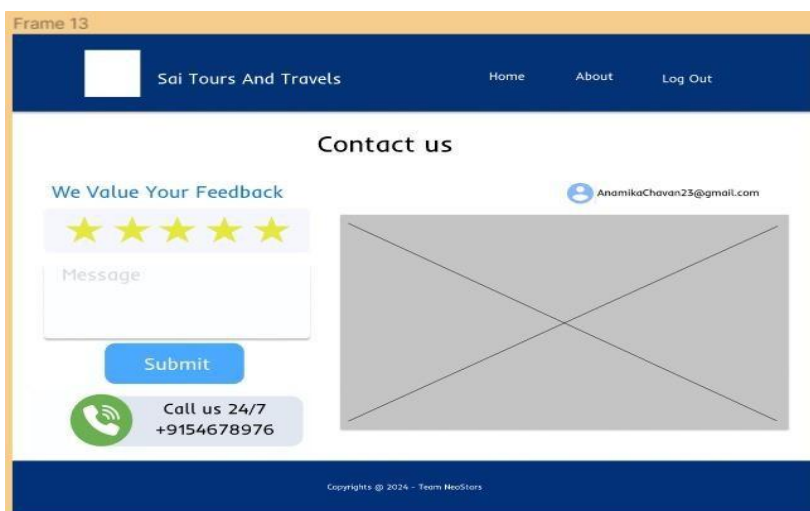 Frame 13
Sai Tours And Travels
Home
About
Log Out
Contact us
We Value Your Feedback
AnamikaChavan23@gmail.com
Message
Submit
Call us 24/7
+9154678976
Copyrights @ 2024 - Team NeoStars